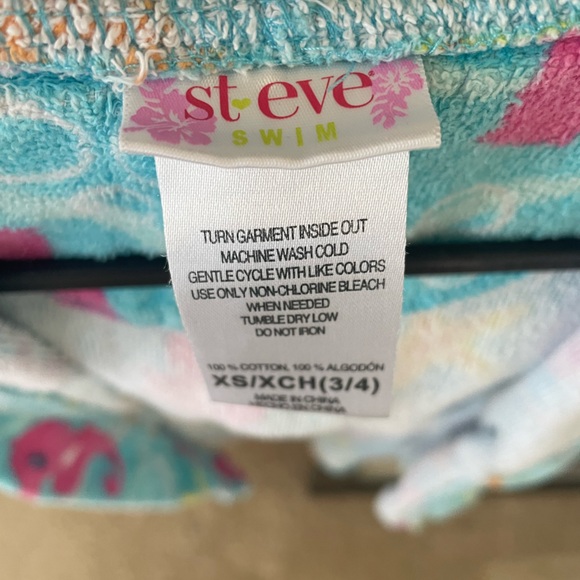 st eve®
SWIM
TURN GARMENT INSIDE OUT
MACHINE WASH COLD
GENTLE CYCLE WITH LIKE COLORS
USE ONLY NON-CHLORINE BLEACH
WHEN NEEDED
TUMBLE DRY LOW
DO NOT IRON
100 % COTTON, 100 % ALGODÓN
XS/XCH(3/4)
MADE IN CHINA
HECHO EN CHINA